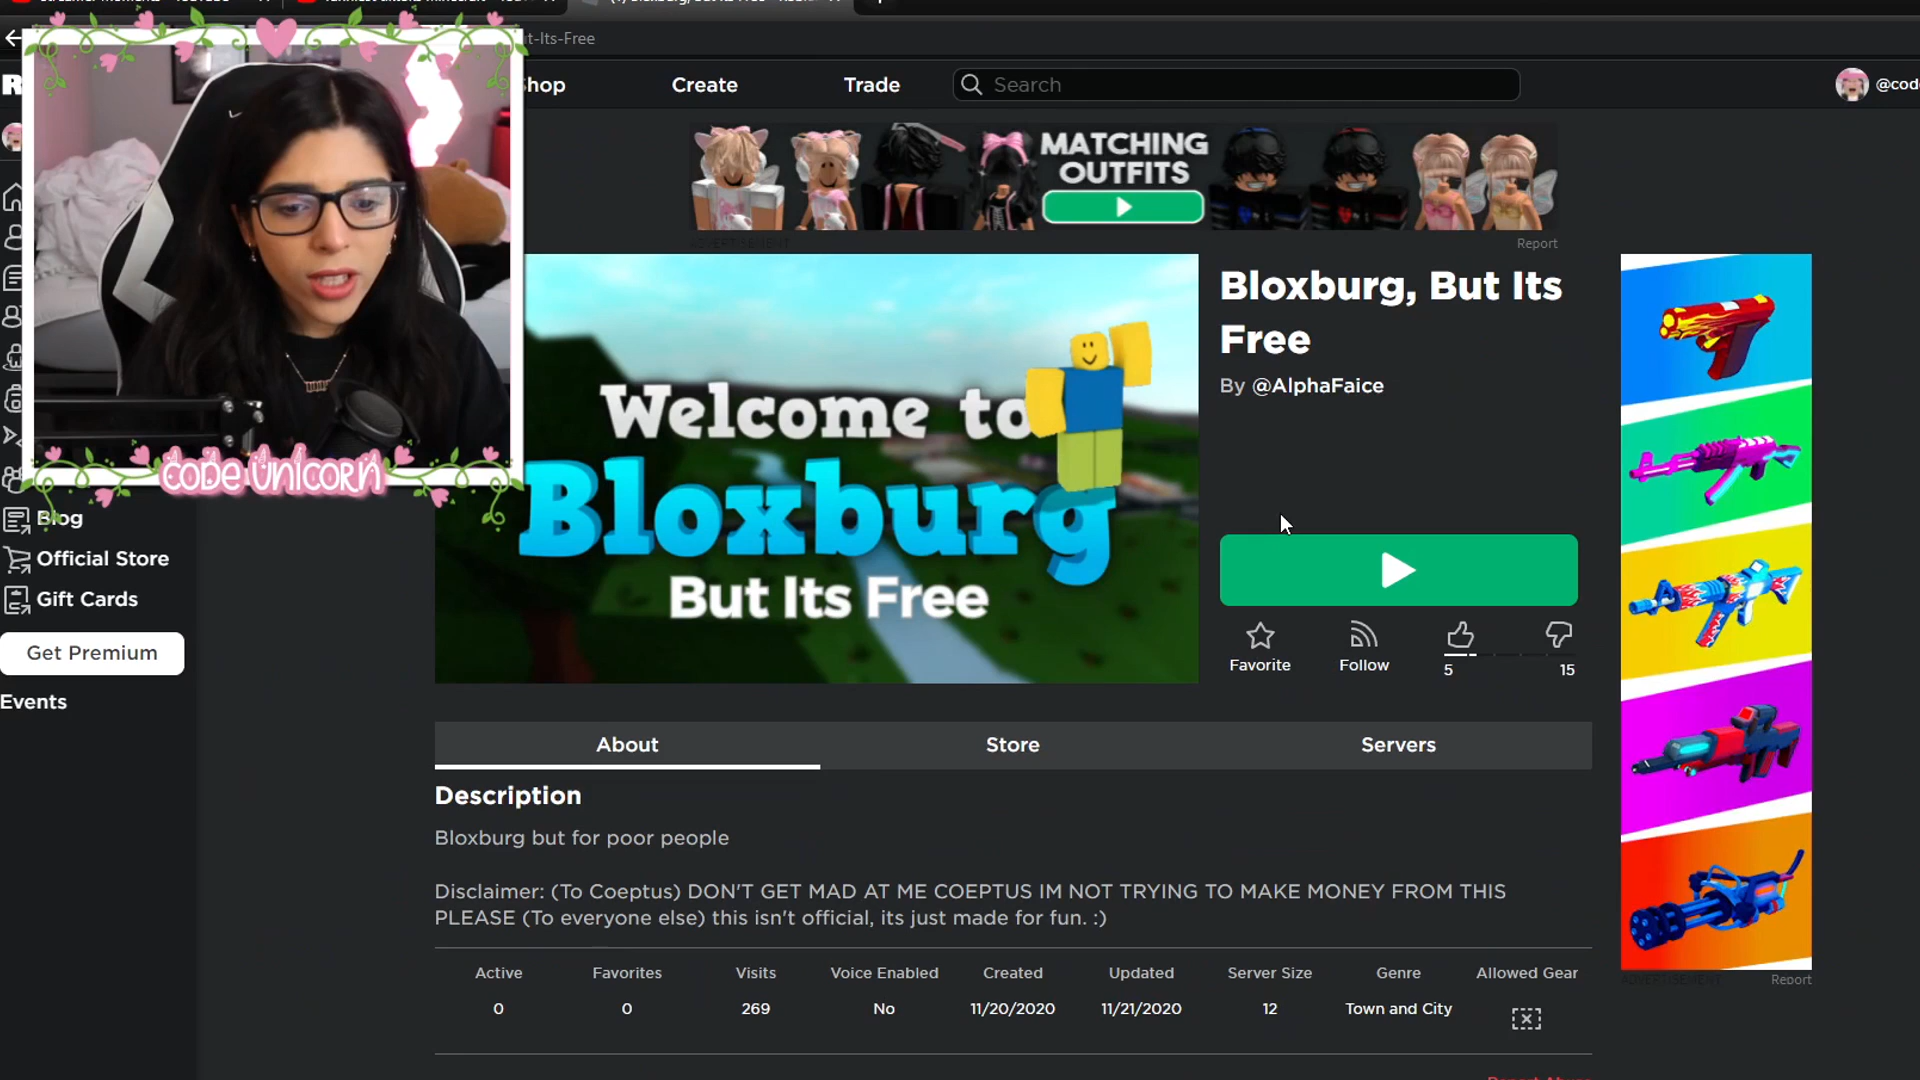 t-Its-Free
Shop
Create
Trade
Search
@code
MATCHING
OUTFITS
ADVERTISEMENT
Report
CODE UNICORN
Welcome to
Bloxburg
But Its Free
Bloxburg, But Its
Free
By @AlphaFaice
Favorite
Follow
5
15
Blog
Official Store
Gift Cards
Get Premium
Events
About
Store
Servers
Description
Bloxburg but for poor people
Disclaimer: (To Coeptus) DON'T GET MAD AT ME COEPTUS IM NOT TRYING TO MAKE MONEY FROM THIS
PLEASE (To everyone else) this isn't official, its just made for fun. :)
ADVERTISEMENT
Report
Active
Favorites
Visits
Voice Enabled
Created
Updated
Server Size
Genre
Allowed Gear
0
0
269
No
11/20/2020
11/21/2020
12
Town and City